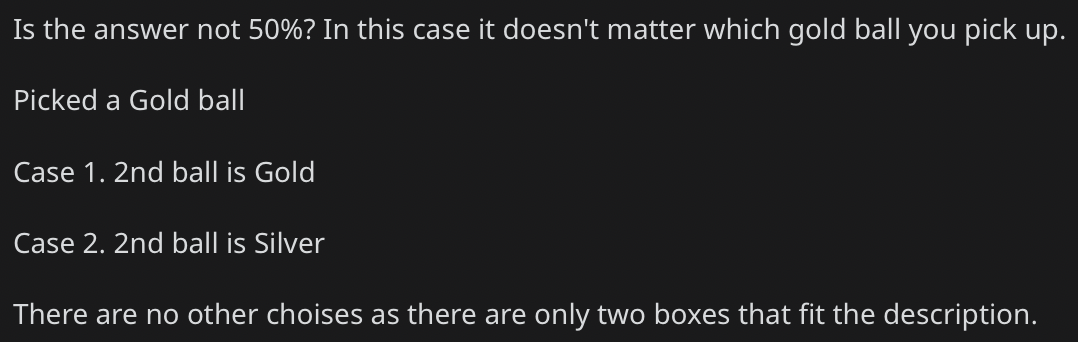 Is the answer not 50%? In this case it doesn't matter which gold ball you pick up.
Picked a Gold ball
Case 1. 2nd ball is Gold
Case 2. 2nd ball is Silver
There are no other choises as there are only two boxes that fit the description.